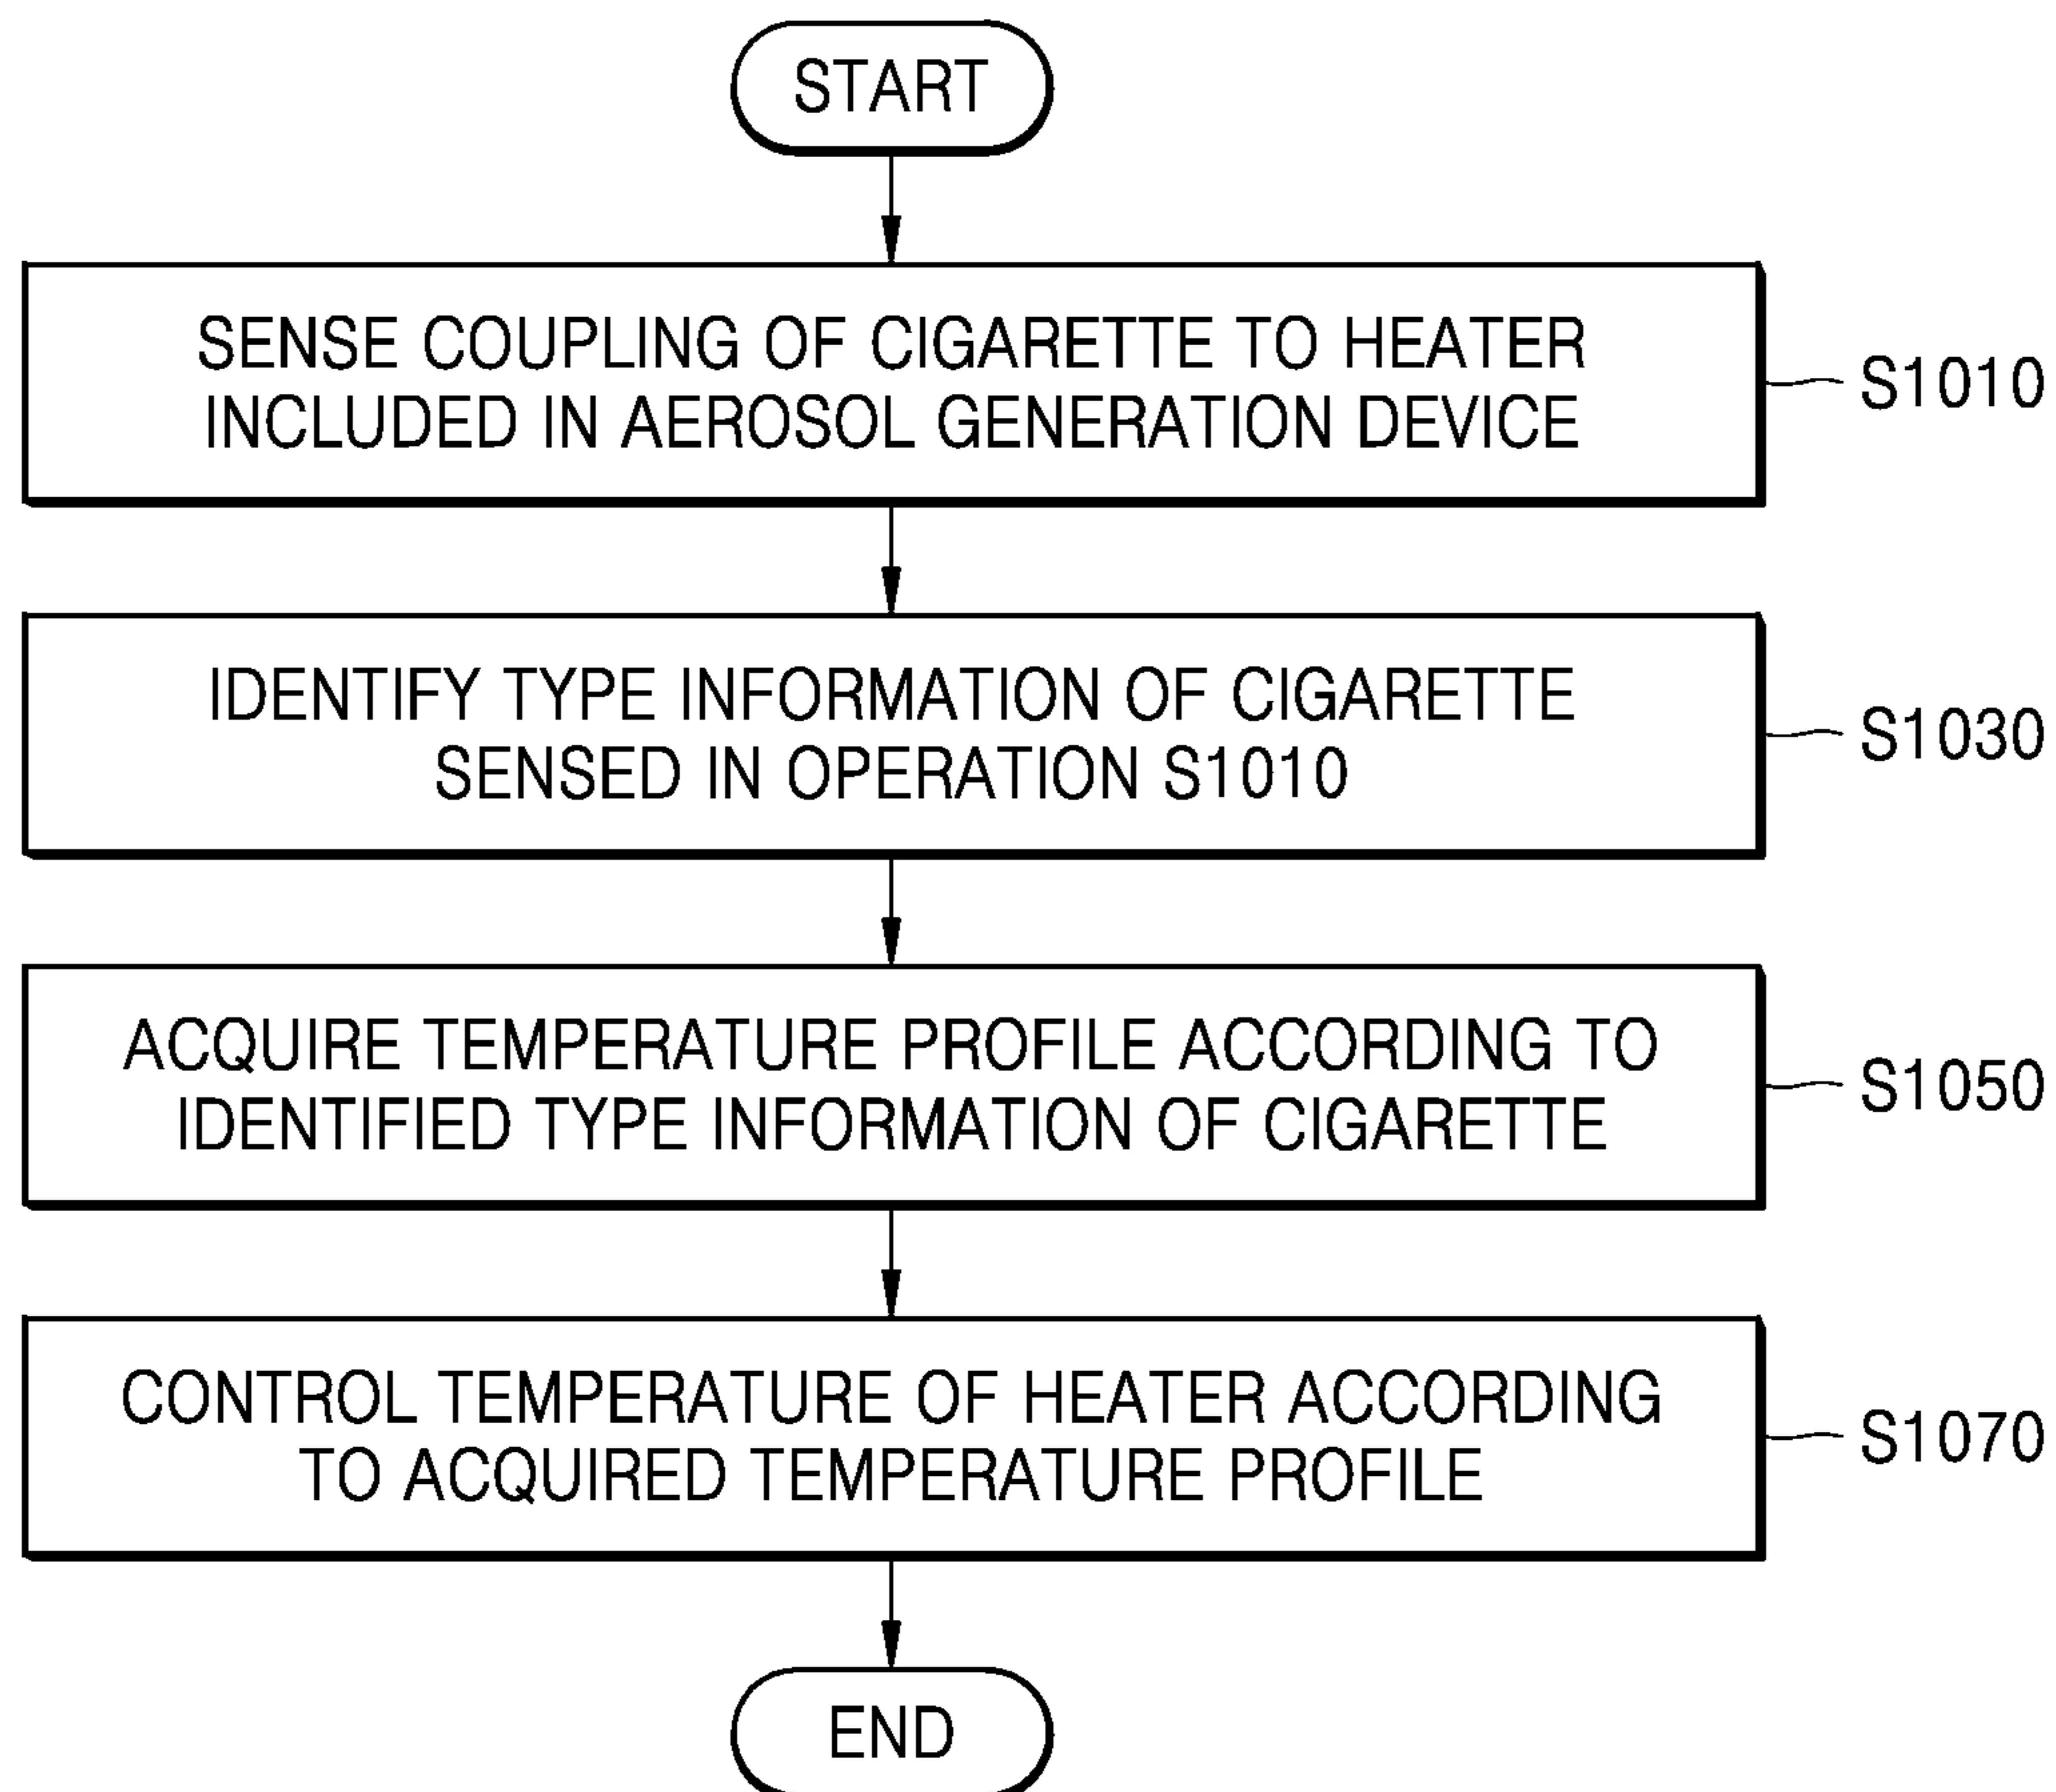 START
SENSE COUPLING OF CIGARETTE TO HEATER
INCLUDED IN AEROSOL GENERATION DEVICE
S1010
IDENTIFY TYPE INFORMATION OF CIGARETTE
SENSED IN OPERATION S1010
S1030
ACQUIRE TEMPERATURE PROFILE ACCORDING TO
IDENTIFIED TYPE INFORMATION OF CIGARETTE
S1050
CONTROL TEMPERATURE OF HEATER ACCORDING
TO ACQUIRED TEMPERATURE PROFILE
S1070
END